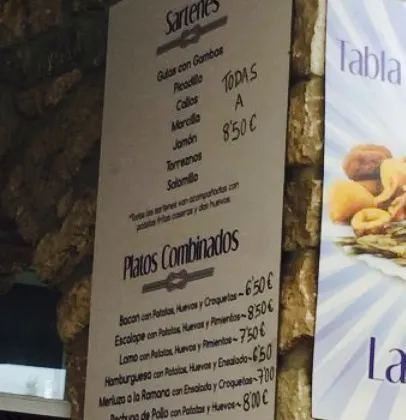 Sartenes
Gulas con Gambas
Picadillo
Callos
Morcilla
Jamón
Torreznos
Solomillo
TODAS
A
8'50 €
*Todas las sartenes van acompañadas con
patatas fritas caseras y dos huevos.
Platos Combinados
Bacon con Patatas, Huevos y Croquetas ~ 6'50 €
Escalope con Patatas, Huevos y Pimientos ~ 8'50 €
Lomo con Patatas, Huevos y Pimientos ~ 7'50 €
Hamburguesa con Patatas, Huevos y Ensalada ~ 6'50
Merluza a la Romana con Ensalada y Croquetas ~ 7'00
Pechuga de Pollo con Patatas y Huevos ~ 8'00 €
Tabla
La